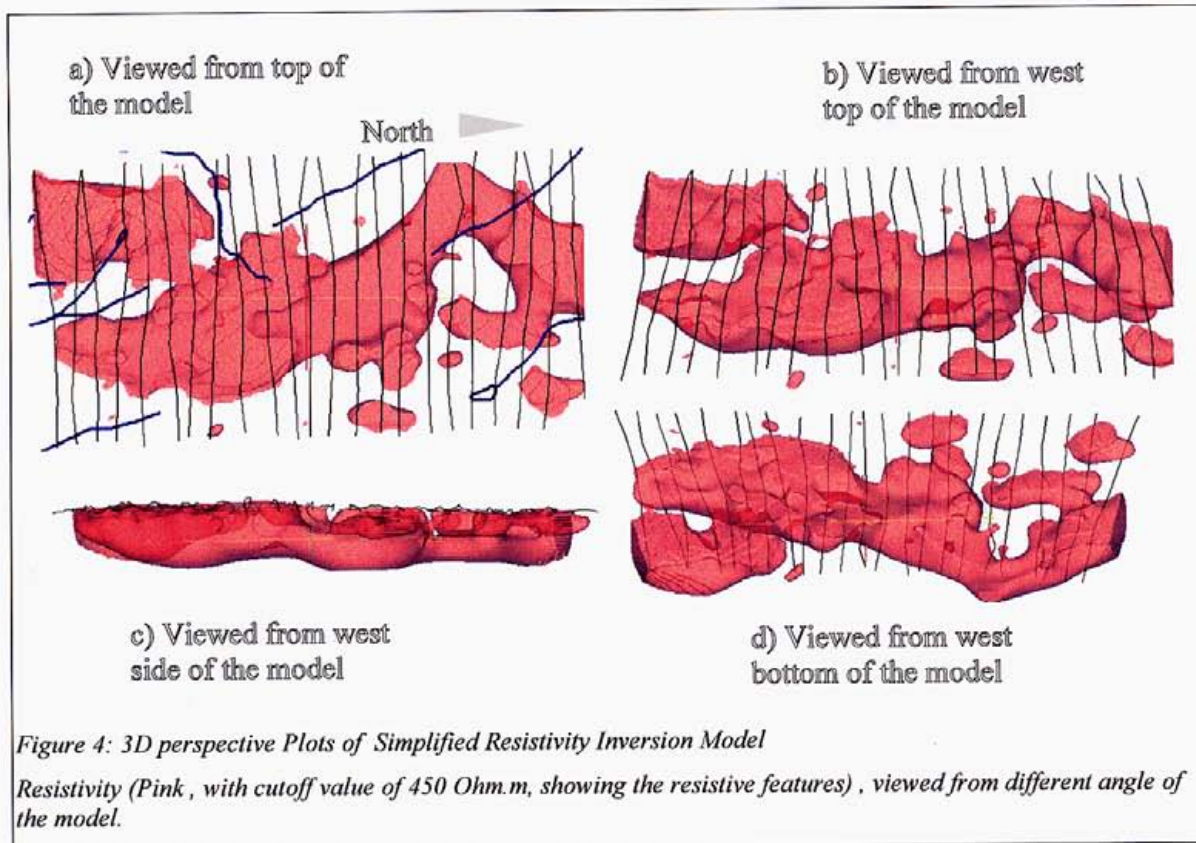 a) Viewed from top of
the model
North
b) Viewed from west
top of the model
c) Viewed from west
side of the model
d) Viewed from west
bottom of the model
Figure 4: 3D perspective Plots of Simplified Resistivity Inversion Model
Resistivity (Pink , with cutoff value of 450 Ohm.m, showing the resistive features) , viewed from different angle of
the model.